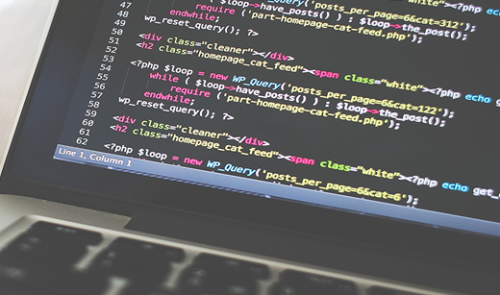 Query('posts_per_page=6&cat=312'); ?>
47 while ( $loop->have_posts() ) : $loop->the_post();
48 require ('part-homepage-cat-feed.php');
49 endwhile;
50 wp_reset_query(); ?>
51 <div class="cleaner"></div>
52 <h2 class="homepage_cat_feed"><span class="white"><?php echo
53 <?php $loop = new WP_Query('posts_per_page=6&cat=122'); ?>
54 while ( $loop->have_posts() ) : $loop->the_post();
55 require ('part-homepage-cat-feed.php');
56 endwhile;
57 wp_reset_query(); ?>
58
59 <div class="cleaner"></div>
60 <h2 class="homepage_cat_feed"><span class="white"><?php echo get_
61
62 <?php $loop = new WP_Query('posts_per_page=6&cat=6');
Line 1, Column 1